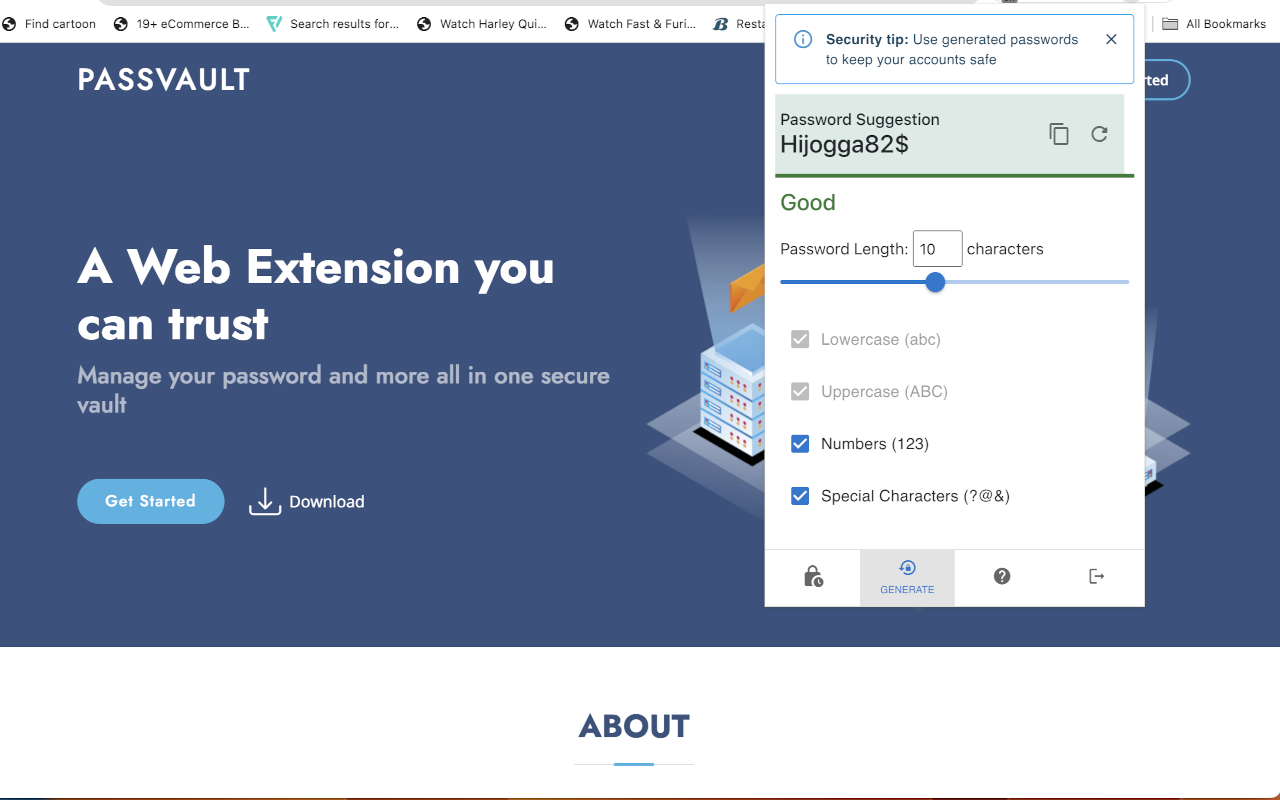 Find cartoon
19+ eCommerce B...
Search results for...
Watch Harley Qui...
Watch Fast & Furi...
All Bookmarks
PASSVAULT
Security tip: Use generated passwords
to keep your accounts safe
Password Suggestion
Hijogga82$
Good
Password Length: 10 characters
Lowercase (abc)
Uppercase (ABC)
Numbers (123)
Special Characters (?@&)
GENERATE
A Web Extension you
can trust
Manage your password and more all in one secure
vault
Get Started
Download
ABOUT